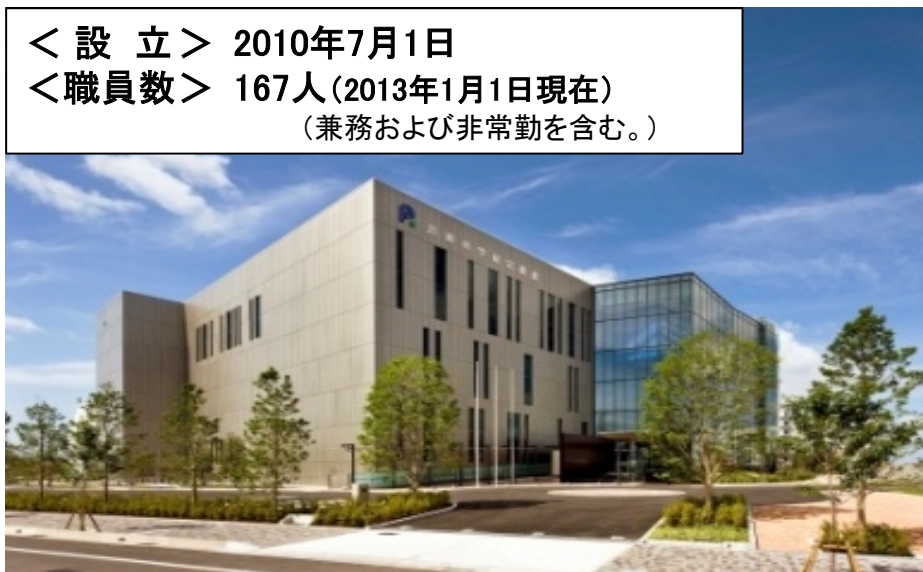 ＜ 設　立＞ 2010年7月1日
＜職員数＞ 167人（2013年1月1日現在）
（兼務および非常勤を含む。）